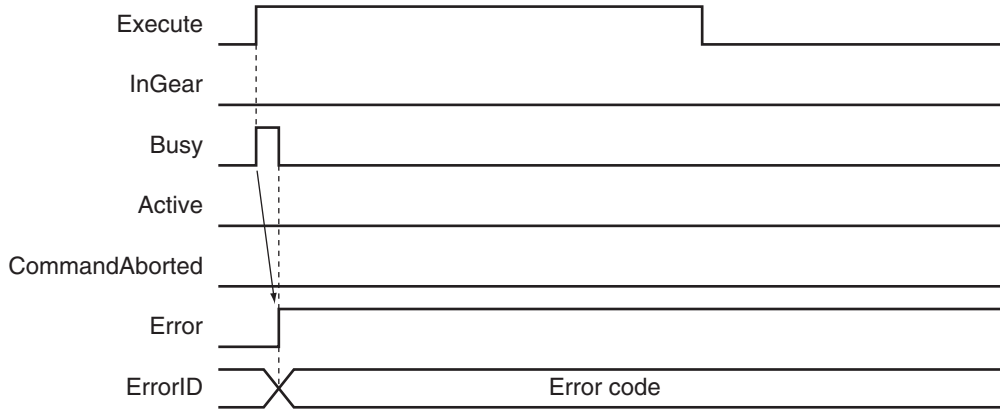 Execute
InGear
Busy
Active
CommandAborted
Error
ErrorID
Error code